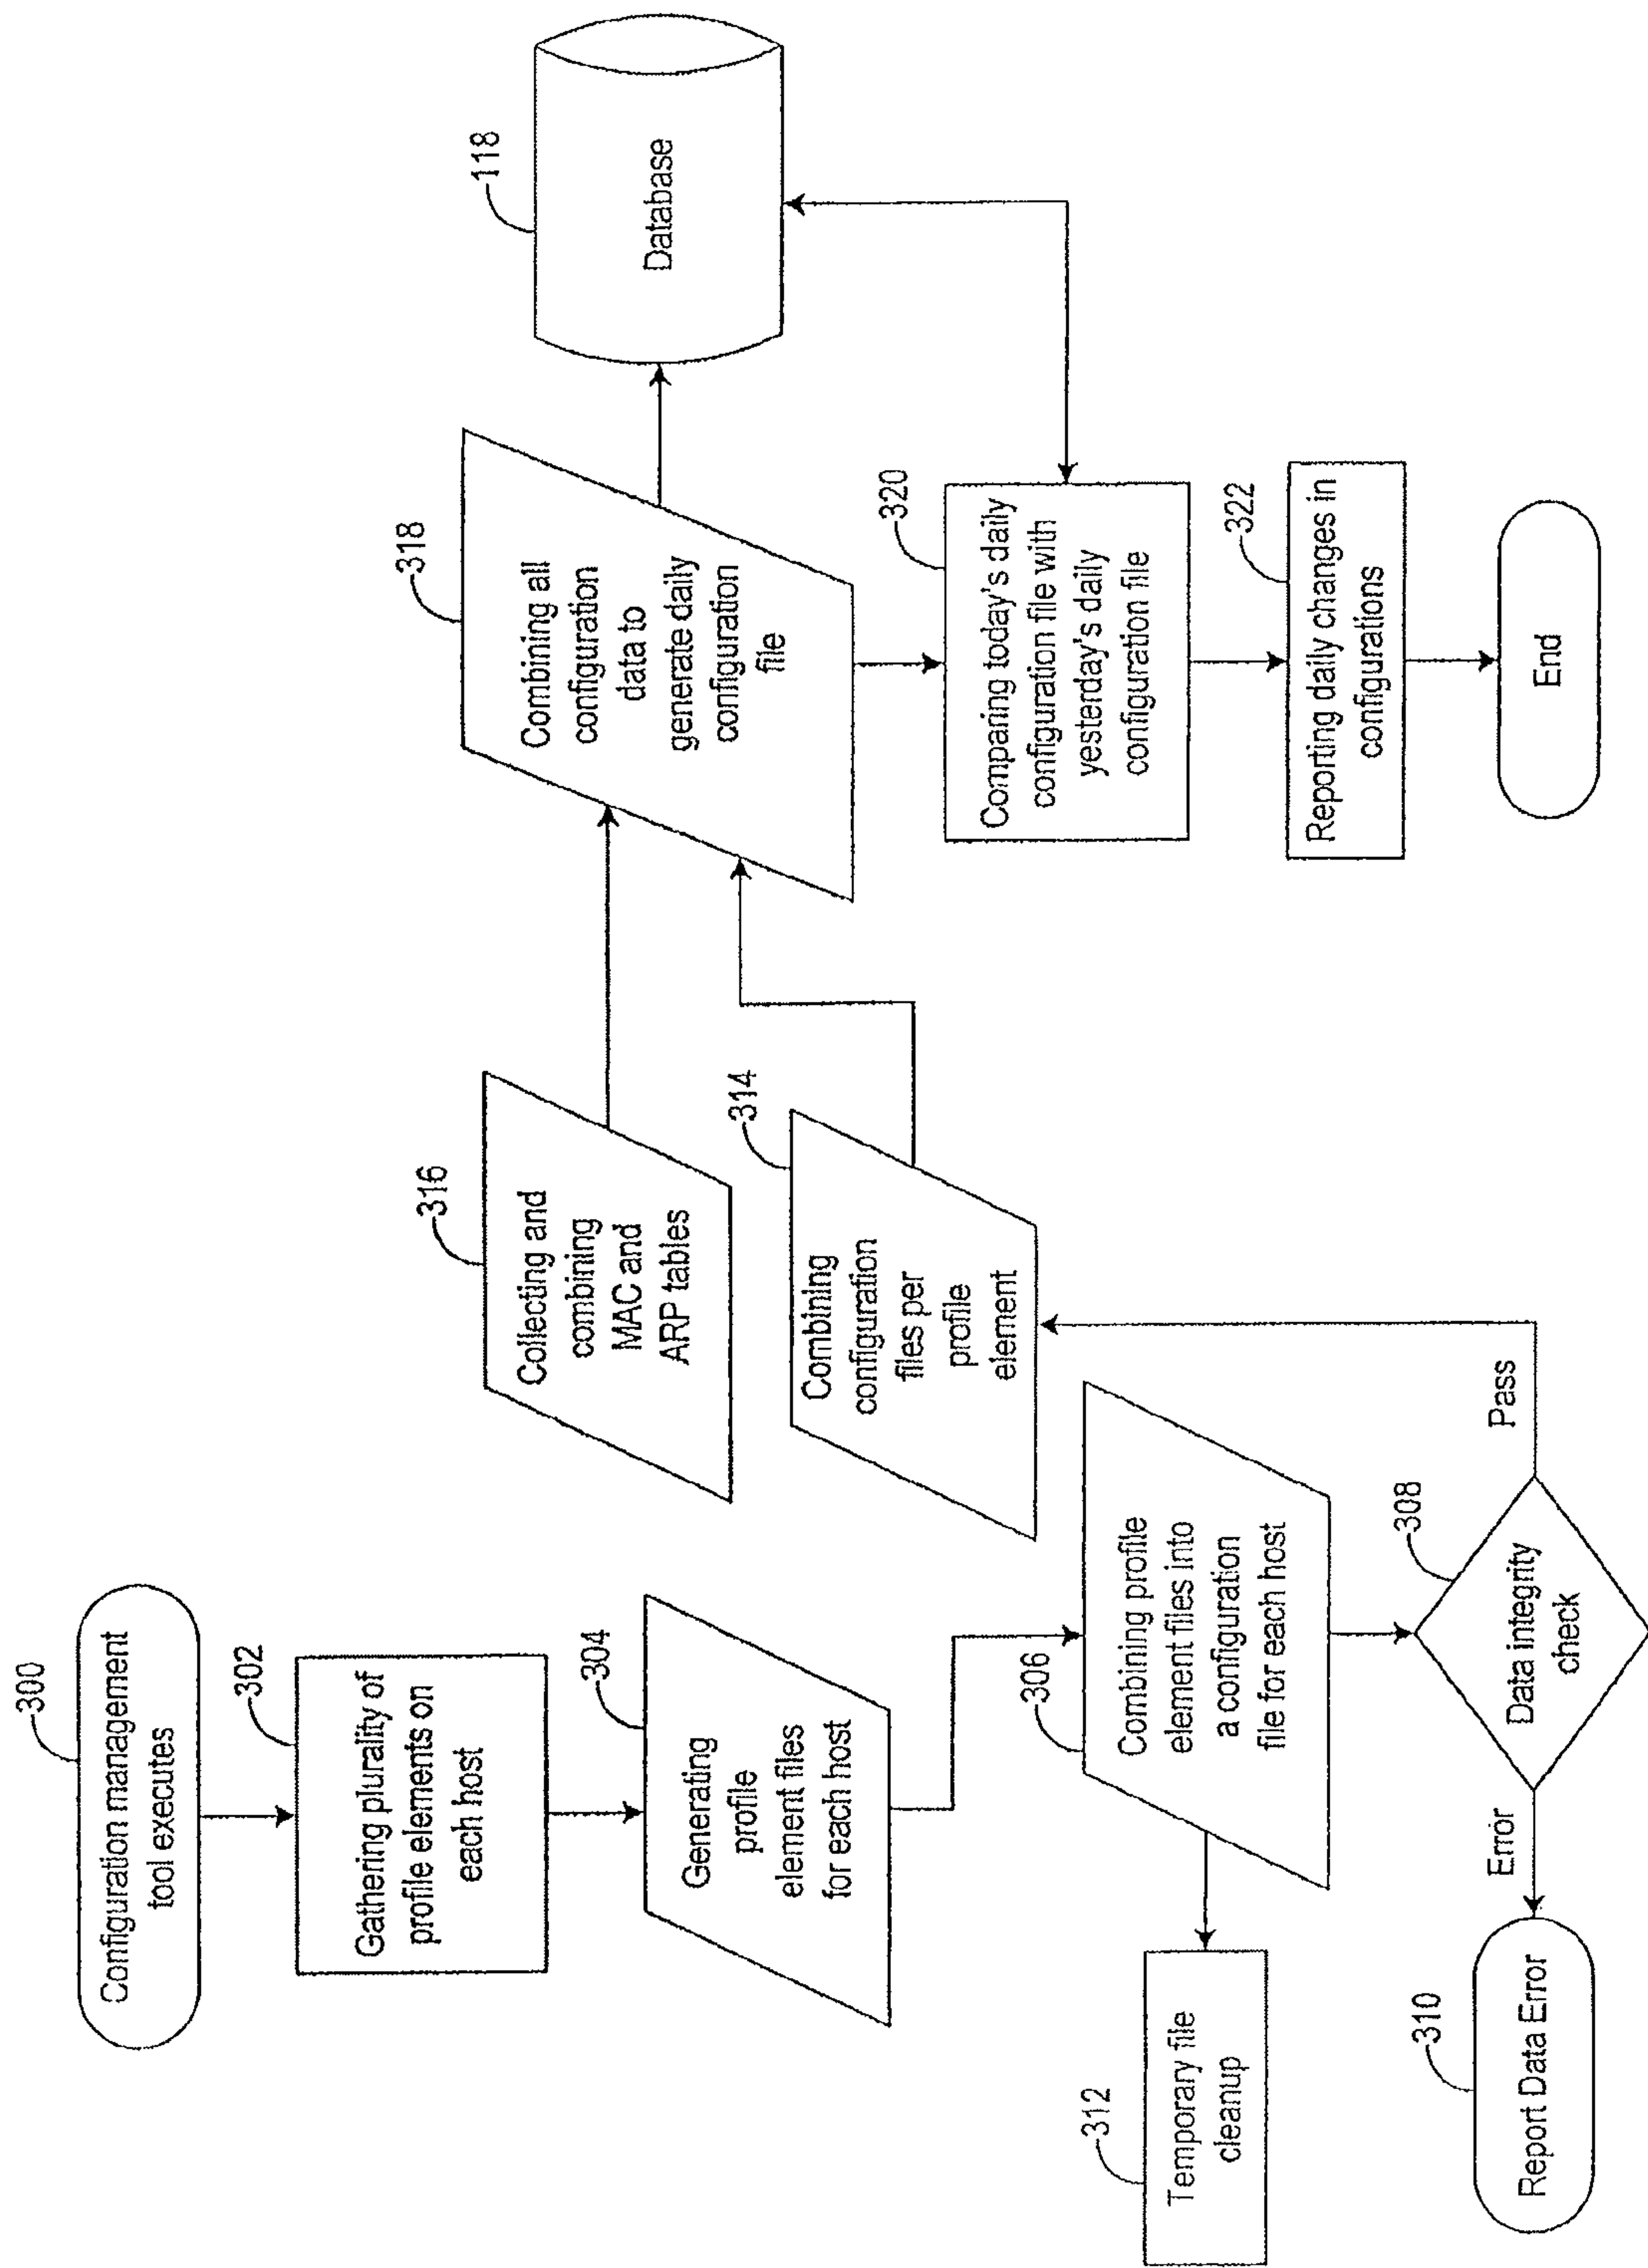 300
Configuration management
tool executes
302
Gathering plurality of
profile elements on
each host
304
Generating
profile
element files
for each host
306
Combining profile
element files into
a configuration
file for each host
312
Temporary file
cleanup
308
Data integrity
check
Error
Pass
310
Report Data Error
314
Combining
configuration
files per
profile
element
316
Collecting and
combining
MAC and
ARP tables
318
Combining all
configuration
data to
generate daily
configuration
file
118
Database
320
Comparing today's daily
configuration file with
yesterday's daily
configuration file
322
Reporting daily changes in
configurations
End